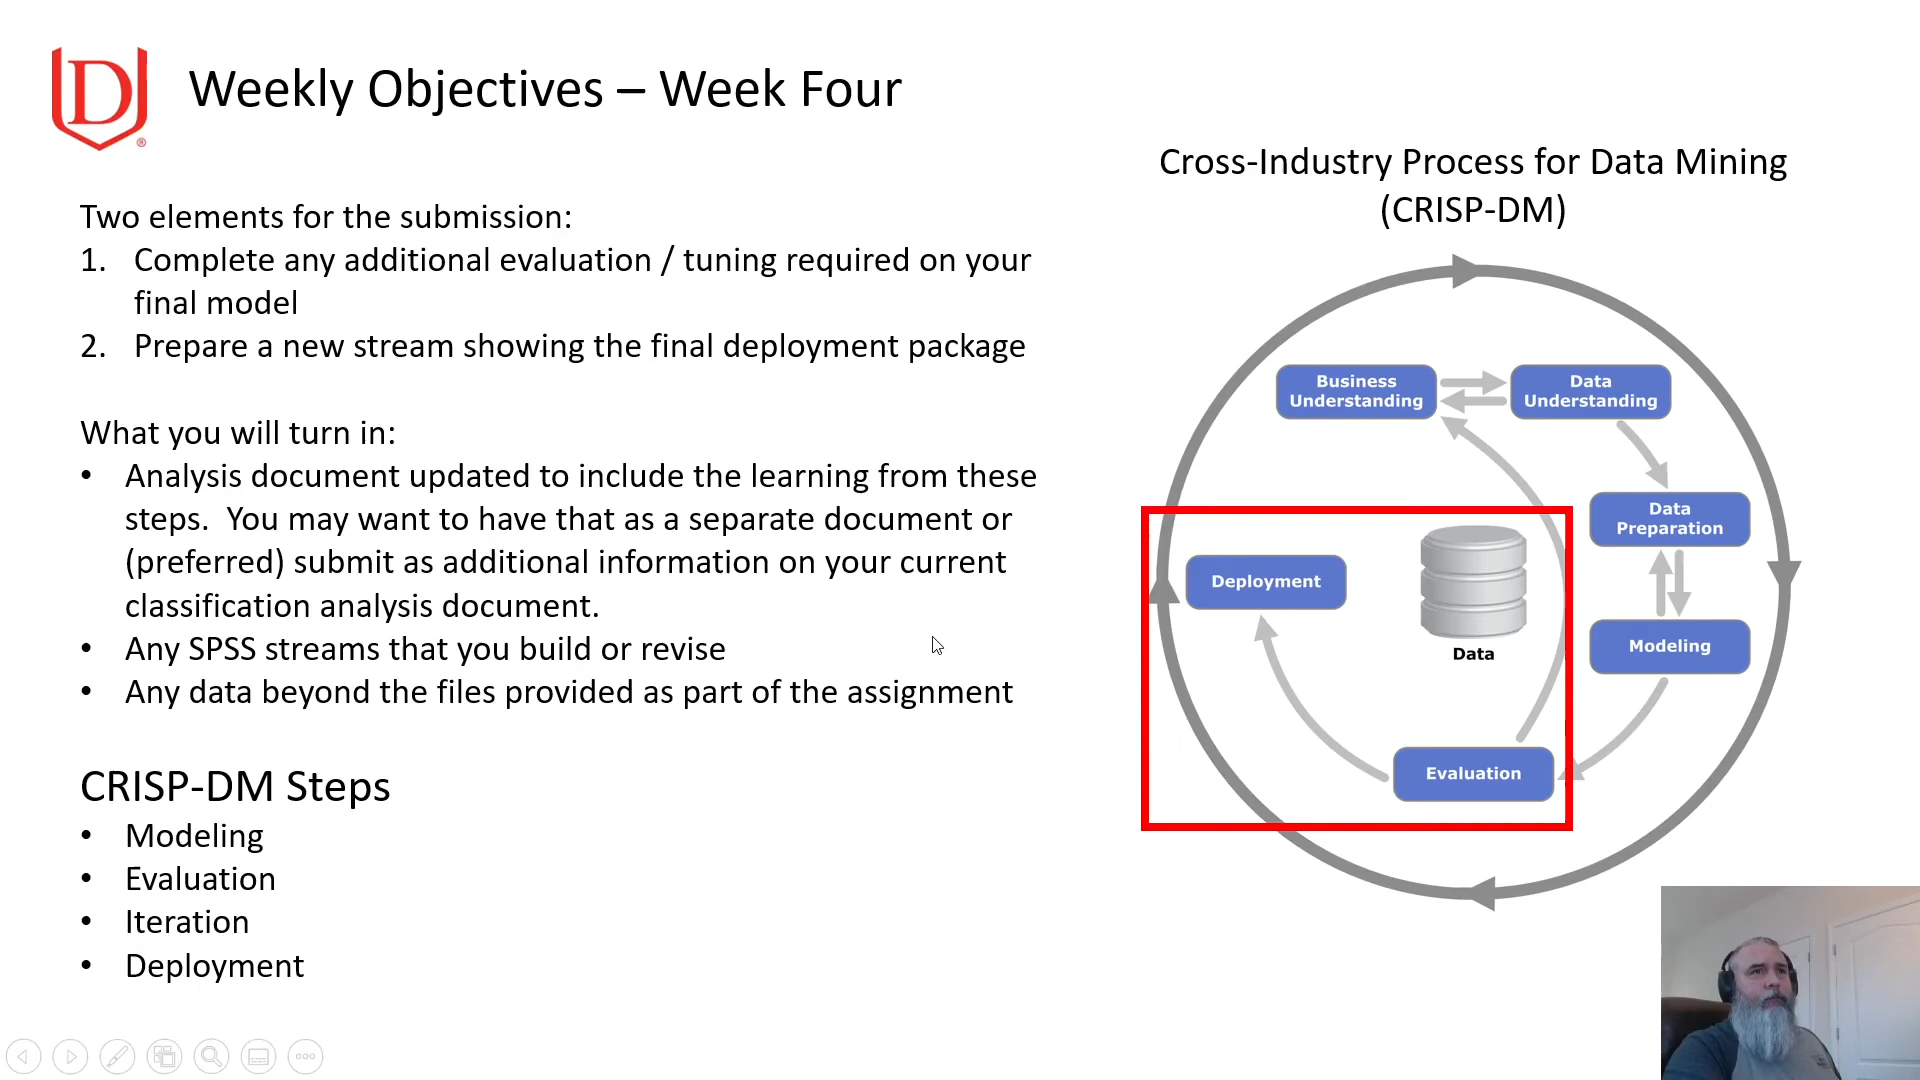 D
®
Weekly Objectives – Week Four
Two elements for the submission:
1. Complete any additional evaluation / tuning required on your
final model
2. Prepare a new stream showing the final deployment package
What you will turn in:
• Analysis document updated to include the learning from these
steps.  You may want to have that as a separate document or
(preferred) submit as additional information on your current
classification analysis document.
• Any SPSS streams that you build or revise
• Any data beyond the files provided as part of the assignment
CRISP-DM Steps
• Modeling
• Evaluation
• Iteration
• Deployment
Cross-Industry Process for Data Mining
(CRISP-DM)
Business
Understanding
Data
Understanding
Data
Preparation
Deployment
Data
Modeling
Evaluation